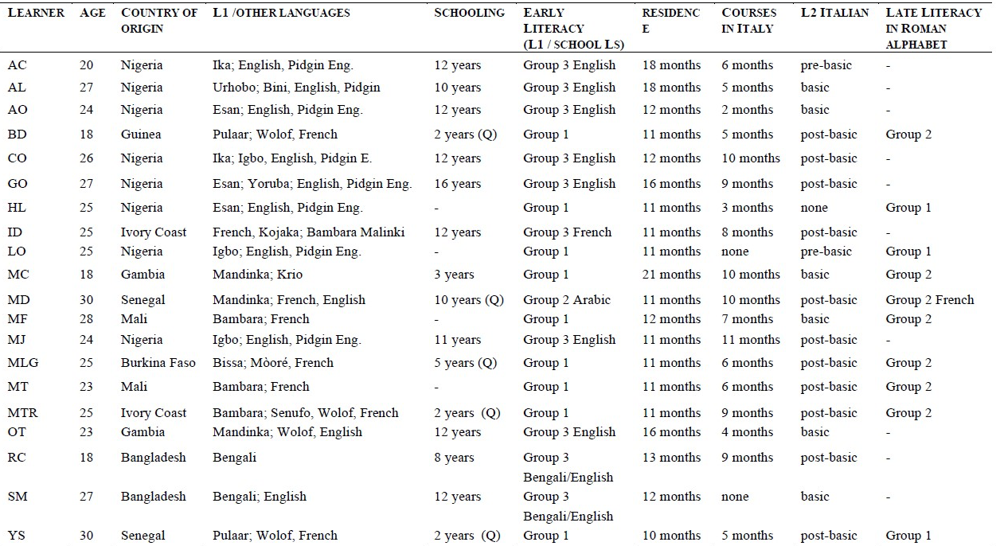 LEARNER AGE COUNTRY OF L1 /OTHER LANGUAGES SCHOOLING EARLY RESIDENC COURSES L2 ITALIAN LATE LITERACY
ORIGIN LITERACY E IN ITALY IN ROMAN
(L1 / SCHOOL LS) ALPHABET
AC 20 Nigeria Ika; English, Pidgin Eng. 12 years Group 3 English 18 months 6 months pre-basic -
AL 27 Nigeria Urhobo; Bini, English, Pidgin 10 years Group 3 English 18 months 5 months basic -
AO 24 Nigeria Esan; English, Pidgin Eng. 12 years Group 3 English 12 months 2 months basic -
BD 18 Guinea Pulaar; Wolof, French 2 years (Q) Group 1 11 months 5 months post-basic Group 2
CO 26 Nigeria Ika; Igbo, English, Pidgin E. 12 years Group 3 English 12 months 10 months post-basic -
GO 27 Nigeria Esan; Yoruba; English, Pidgin Eng. 16 years Group 3 English 16 months 9 months post-basic -
HL 25 Nigeria Esan; English, Pidgin Eng. - Group 1 11 months 3 months none Group 1
ID 25 Ivory Coast French, Kojaka; Bambara Malinki 12 years Group 3 French 11 months 8 months post-basic -
LO 25 Nigeria Igbo; English, Pidgin Eng. - Group 1 11 months none pre-basic Group 1
MC 18 Gambia Mandinka; Krio 3 years Group 1 21 months 10 months basic Group 2
MD 30 Senegal Mandinka; French, English 10 years (Q) Group 2 Arabic 11 months 10 months post-basic Group 2 French
MF 28 Mali Bambara; French - Group 1 12 months 7 months basic Group 2
MJ 24 Nigeria Igbo; English, Pidgin Eng. 11 years Group 3 English 11 months 11 months post-basic -
MLG 25 Burkina Faso Bissa; Mòoré, French 5 years (Q) Group 1 11 months 6 months post-basic Group 2
MT 23 Mali Bambara; French - Group 1 11 months 6 months post-basic Group 2
MTR 25 Ivory Coast Bambara; Senufo, Wolof, French 2 years (Q) Group 1 11 months 9 months post-basic Group 2
OT 23 Gambia Mandinka; Wolof, English 12 years Group 3 English 16 months 4 months basic -
RC 18 Bangladesh Bengali 8 years Group 3 13 months 9 months post-basic -
Bengali/English
SM 27 Bangladesh Bengali; English 12 years Group 3 12 months none basic -
Bengali/English
YS 30 Senegal Pulaar; Wolof, French 2 years (Q) Group 1 10 months 5 months post-basic Group 1